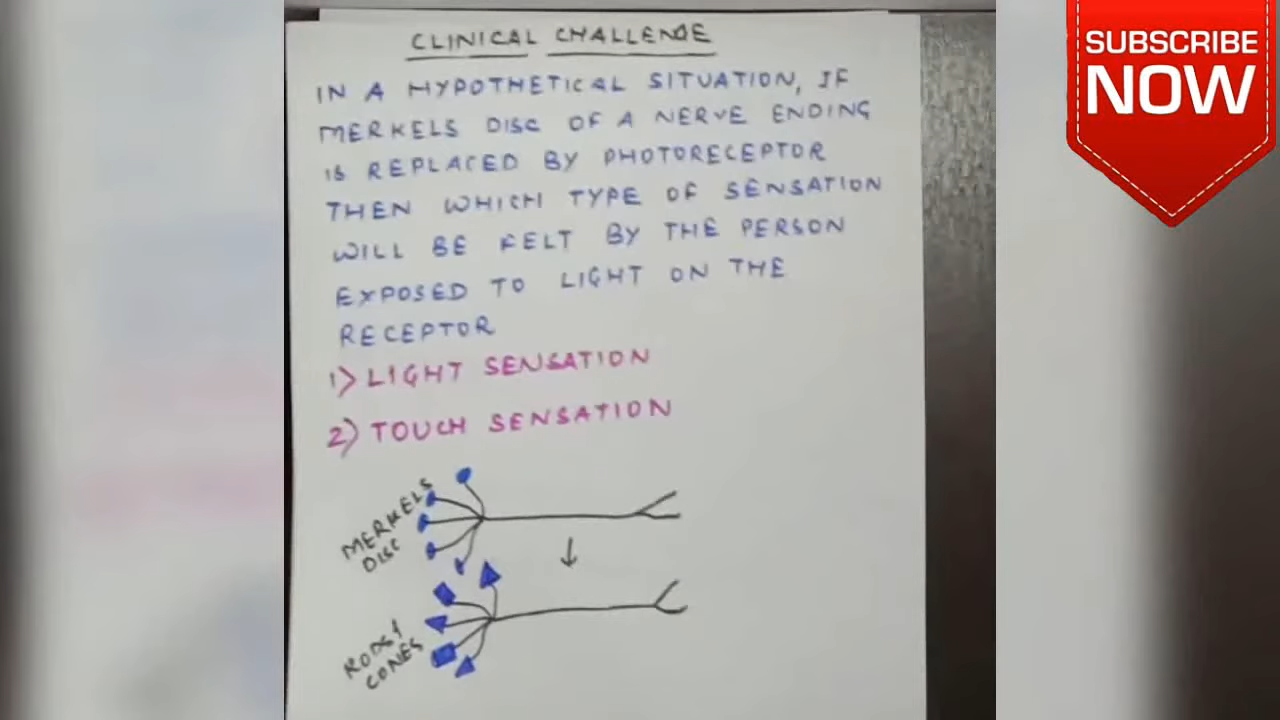 CLINICAL CHALLENGE
IN A HYPOTHETICAL SITUATION, IF
MERKELS DISC OF A NERVE ENDING
IS REPLACED BY PHOTORECEPTOR
THEN WHICH TYPE OF SENSATION
WILL BE FELT BY THE PERSON
EXPOSED TO LIGHT ON THE
RECEPTOR
1) LIGHT SENSATION
2) TOUCH SENSATION
MERKELS
DISC
RODS &
CONES
SUBSCRIBE
NOW